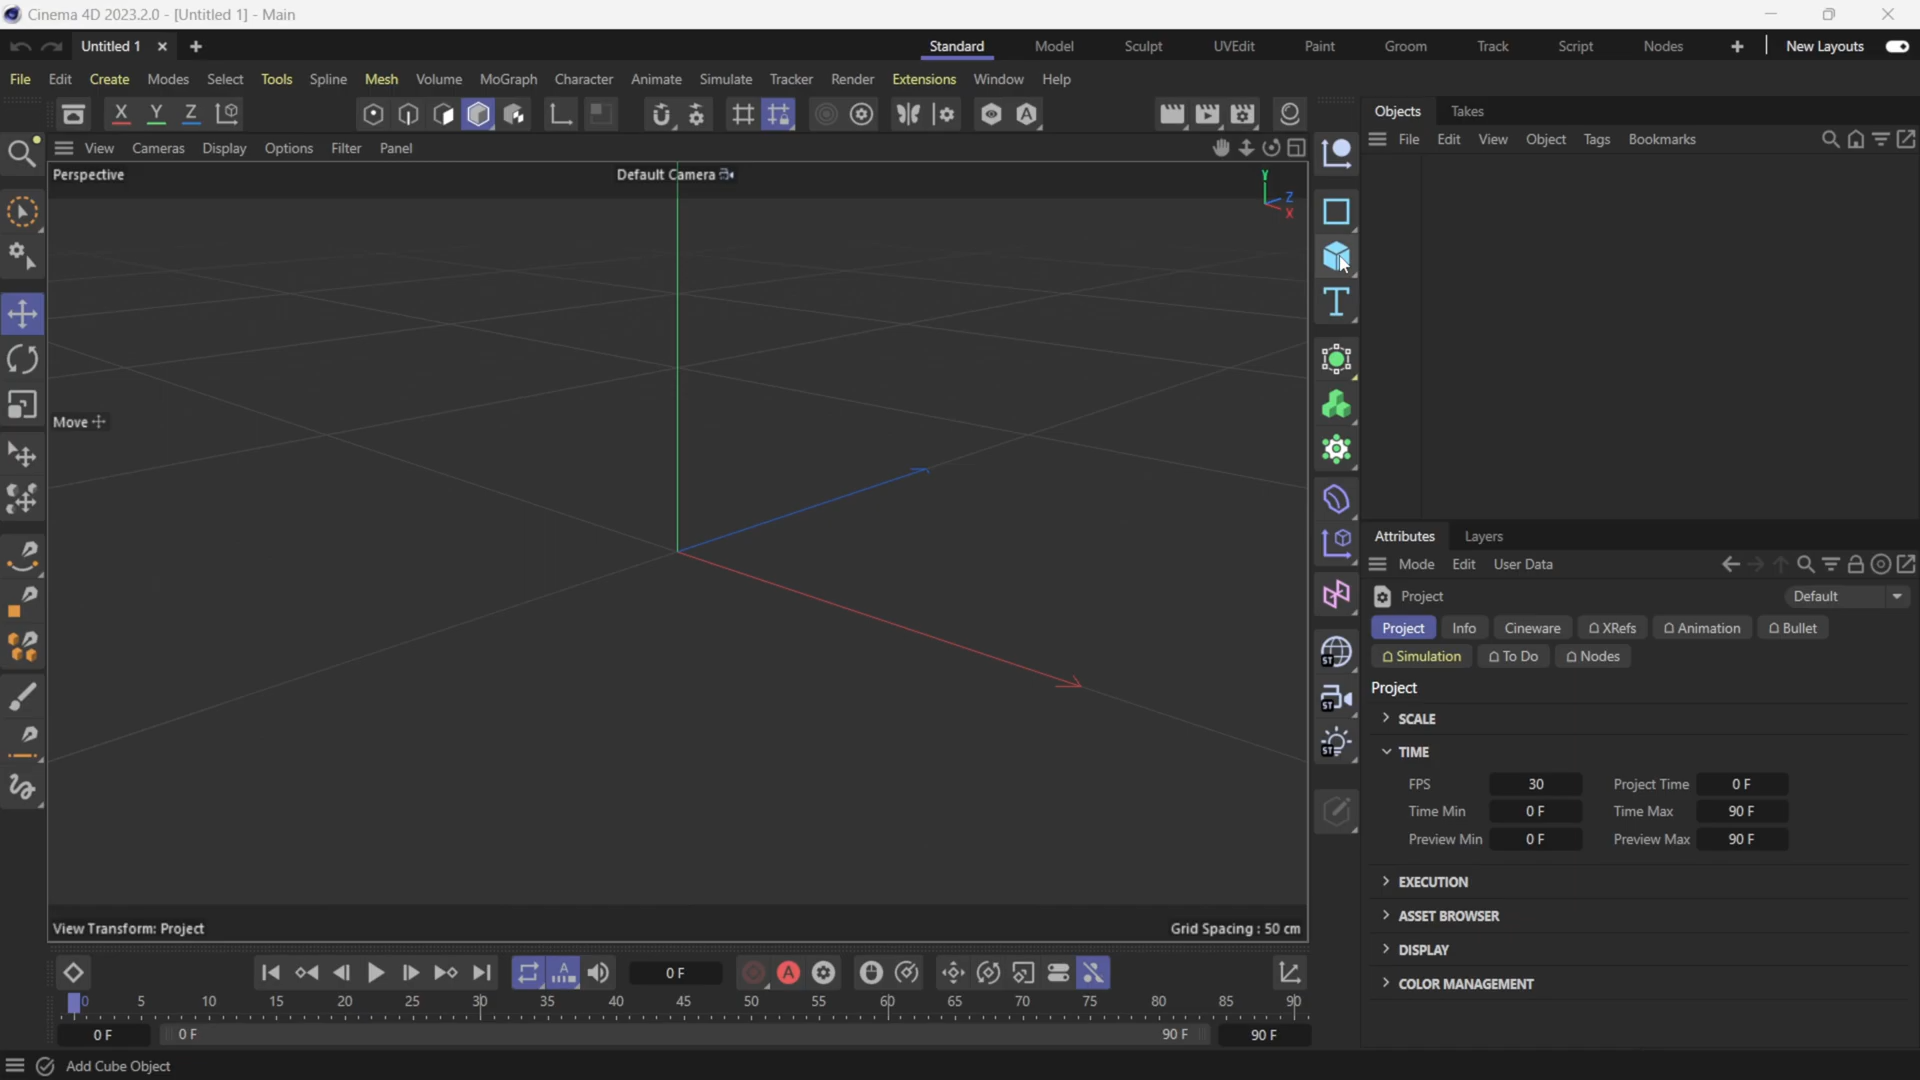 Cinema 4D 2023.2.0 - [Untitled 1] - Main
Untitled 1
Standard Model Sculpt UVEdit Paint Groom Track Script Nodes New Layouts
File Edit Create Modes Select Tools Spline Mesh Volume MoGraph Character Animate Simulate Tracker Render Extensions Window Help
X Y Z
View Cameras Display Options Filter Panel
Perspective
Default Camera
Y
Z
X
Move
View Transform: Project
Grid Spacing : 50 cm
ST
ST
ST
Objects Takes
File Edit View Object Tags Bookmarks
Attributes Layers
Mode Edit User Data
Project Default
Project Info Cineware XRefs Animation Bullet
Simulation To Do Nodes
Project
SCALE
TIME
FPS 30 Project Time 0 F
Time Min 0 F Time Max 90 F
Preview Min 0 F Preview Max 90 F
EXECUTION
ASSET BROWSER
DISPLAY
COLOR MANAGEMENT
A 0 F A
0 5 10 15 20 25 30 35 40 45 50 55 60 65 70 75 80 85 90
0 F 0 F 90 F 90 F
Add Cube Object